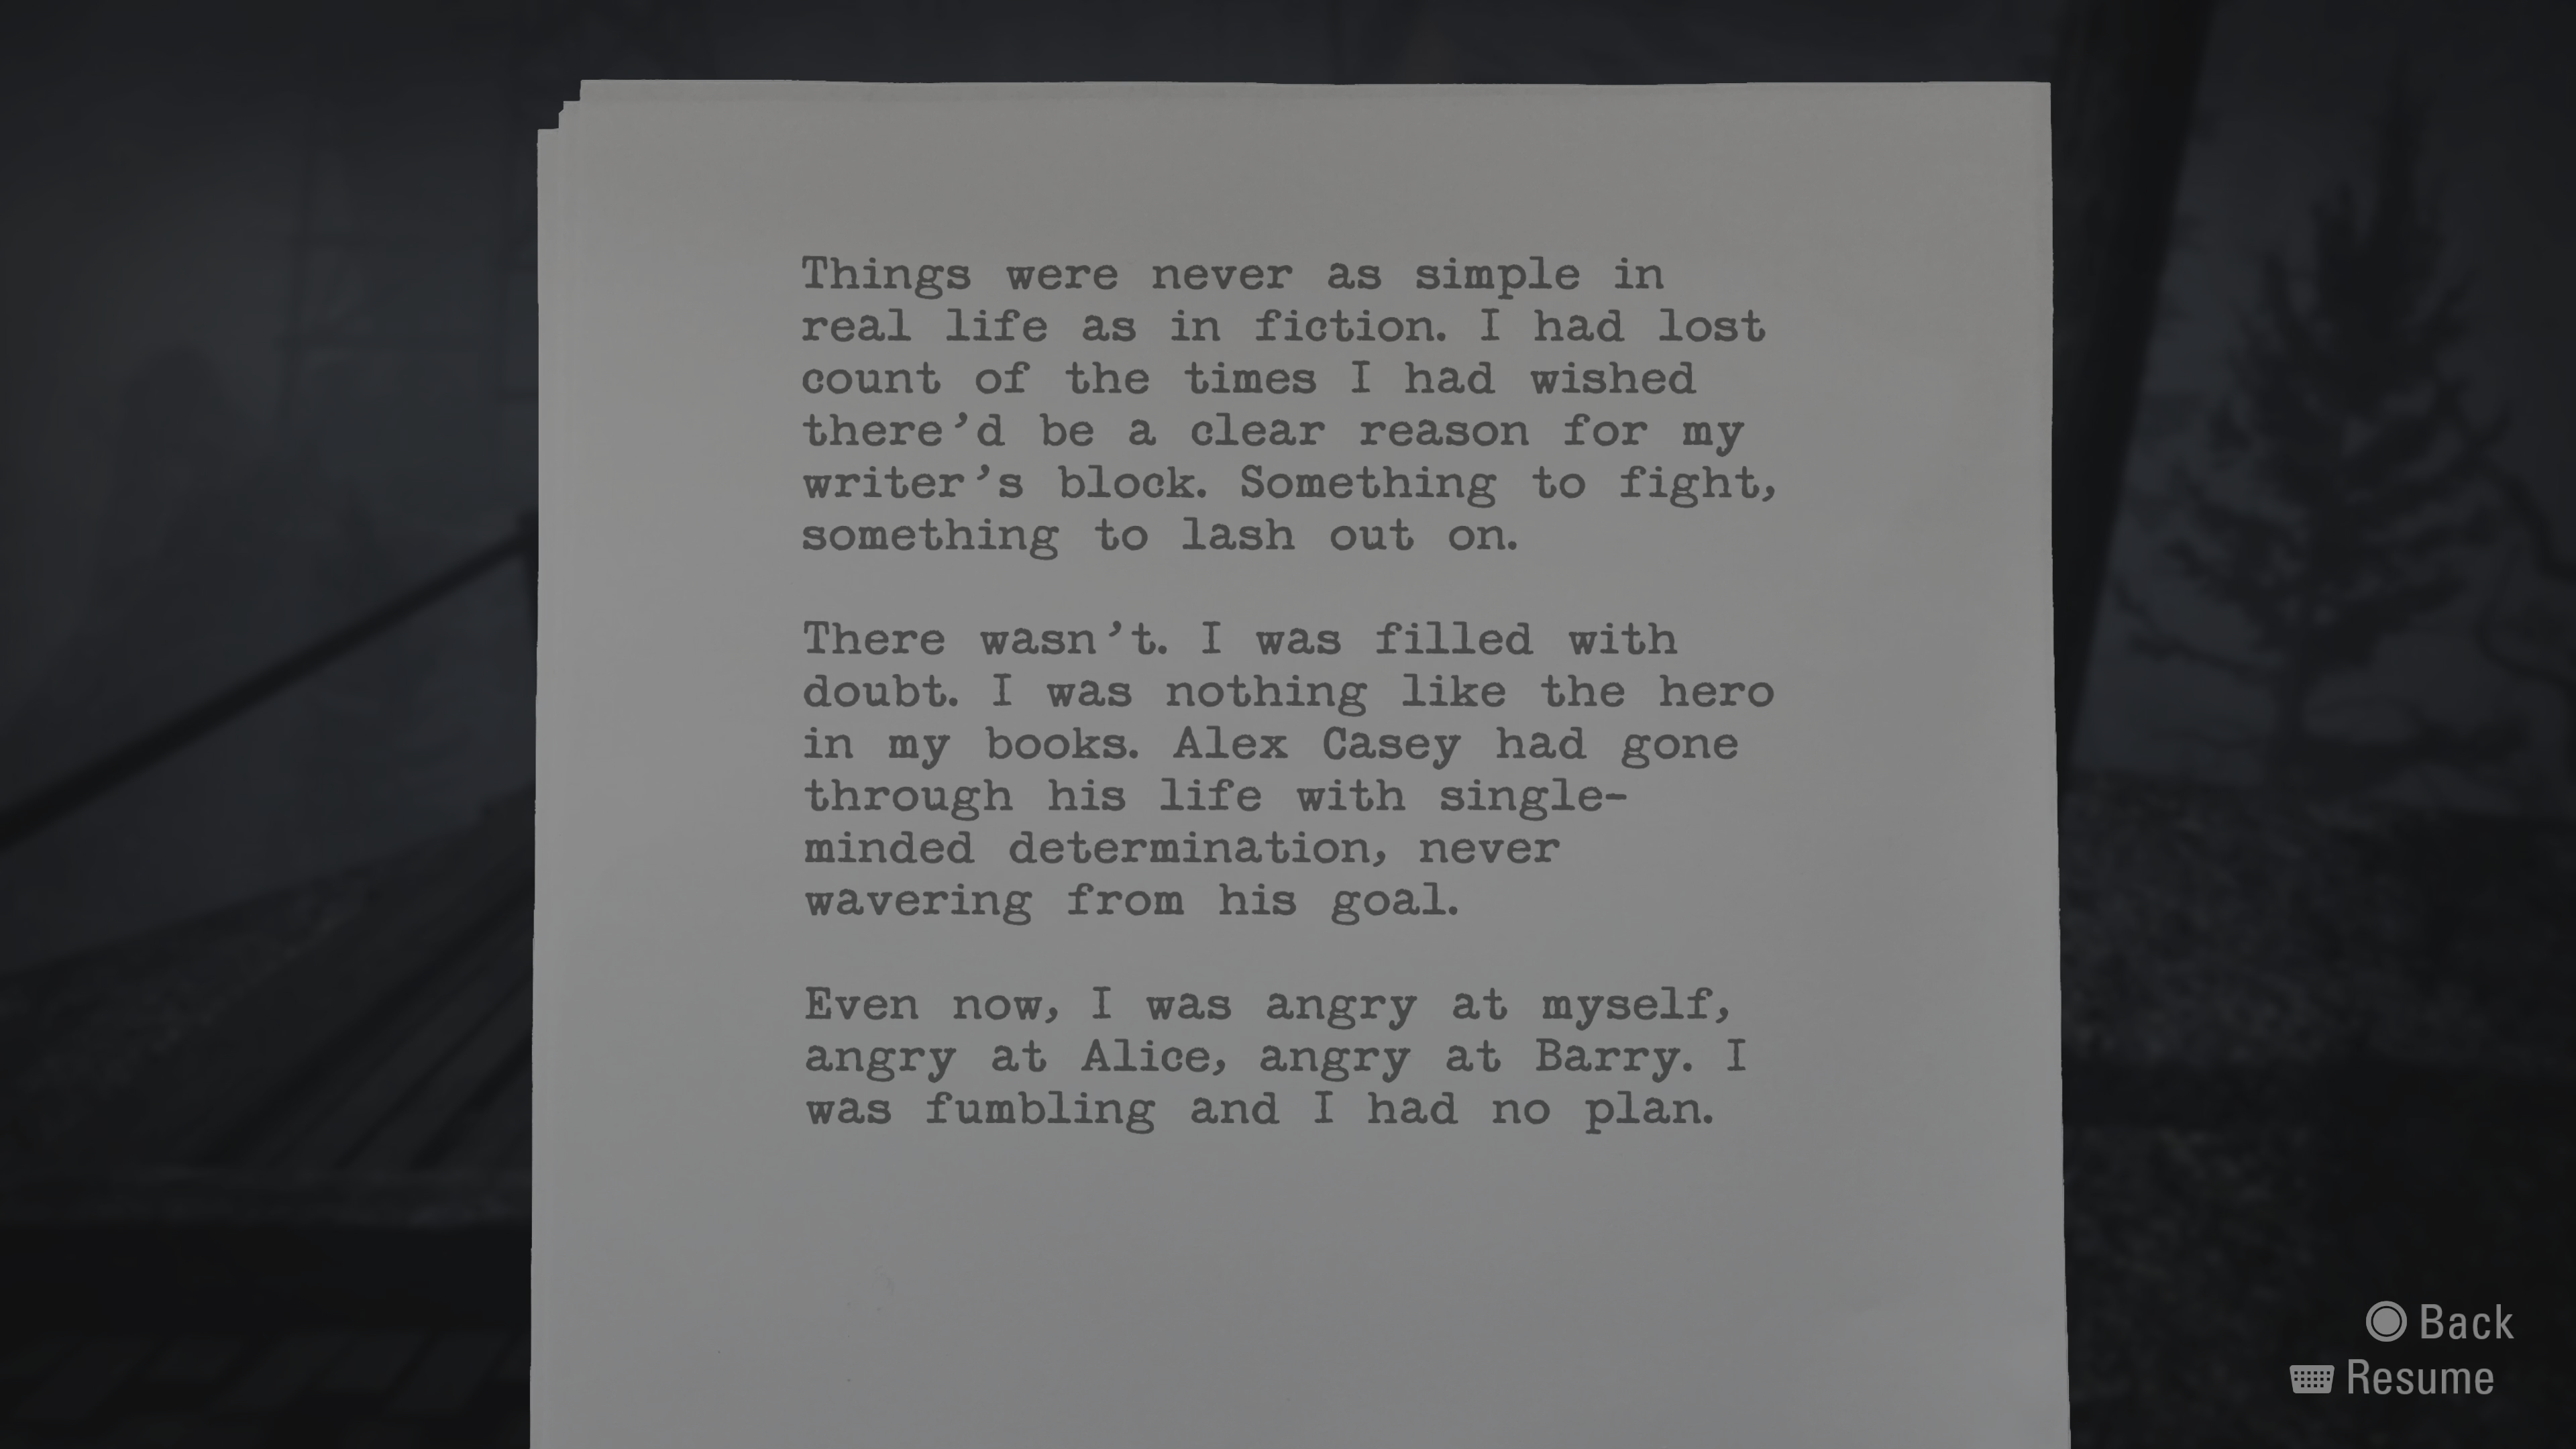 Things were never as simple in
real life as in fiction. I had lost
count of the times I had wished
there’d be a clear reason for my
writer’s block. Something to fight,
something to lash out on.
There wasn’t. I was filled with
doubt. I was nothing like the hero
in my books. Alex Casey had gone
through his life with single-
minded determination, never
wavering from his goal.
Even now, I was angry at myself,
angry at Alice, angry at Barry. I
was fumbling and I had no plan.
Back
Resume